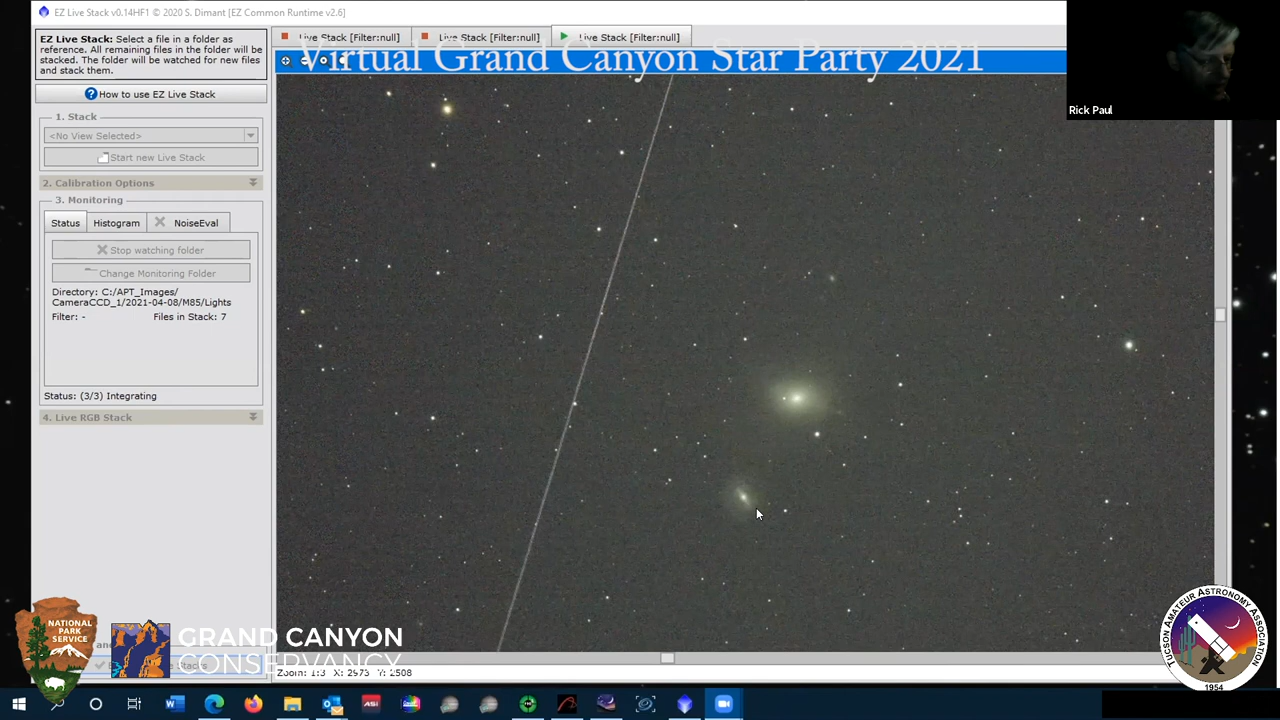 EZ Live Stack v0.14HF1 © 2020 S. Dimant [EZ Common Runtime v2.6]
EZ Live Stack: Select a file in a folder as
reference. All remaining files in the folder will be
stacked. The folder will be watched for new files
and stack them.
Live Stack [Filter:null]
Live Stack [Filter:null]
Live Stack [Filter:null]
Virtual Grand Canyon Star Party 2021
Rick Paul
How to use EZ Live Stack
1. Stack
<No View Selected>
Start new Live Stack
2. Calibration Options
3. Monitoring
Status
Histogram
NoiseEval
Stop watching folder
Change Monitoring Folder
Directory: C:/APT_Images/
CameraCCD_1/2021-04-08/M85/Lights
Filter: -
Files in Stack: 7
Status: (3/3) Integrating
4. Live RGB Stack
NATIONAL
PARK
SERVICE
GRAND CANYON
CONSERVANCY
Zoom: 1:3 X: 2973 Y: 2508
TUCSON AMATEUR ASTRONOMY ASSOCIATION
1954
ASI